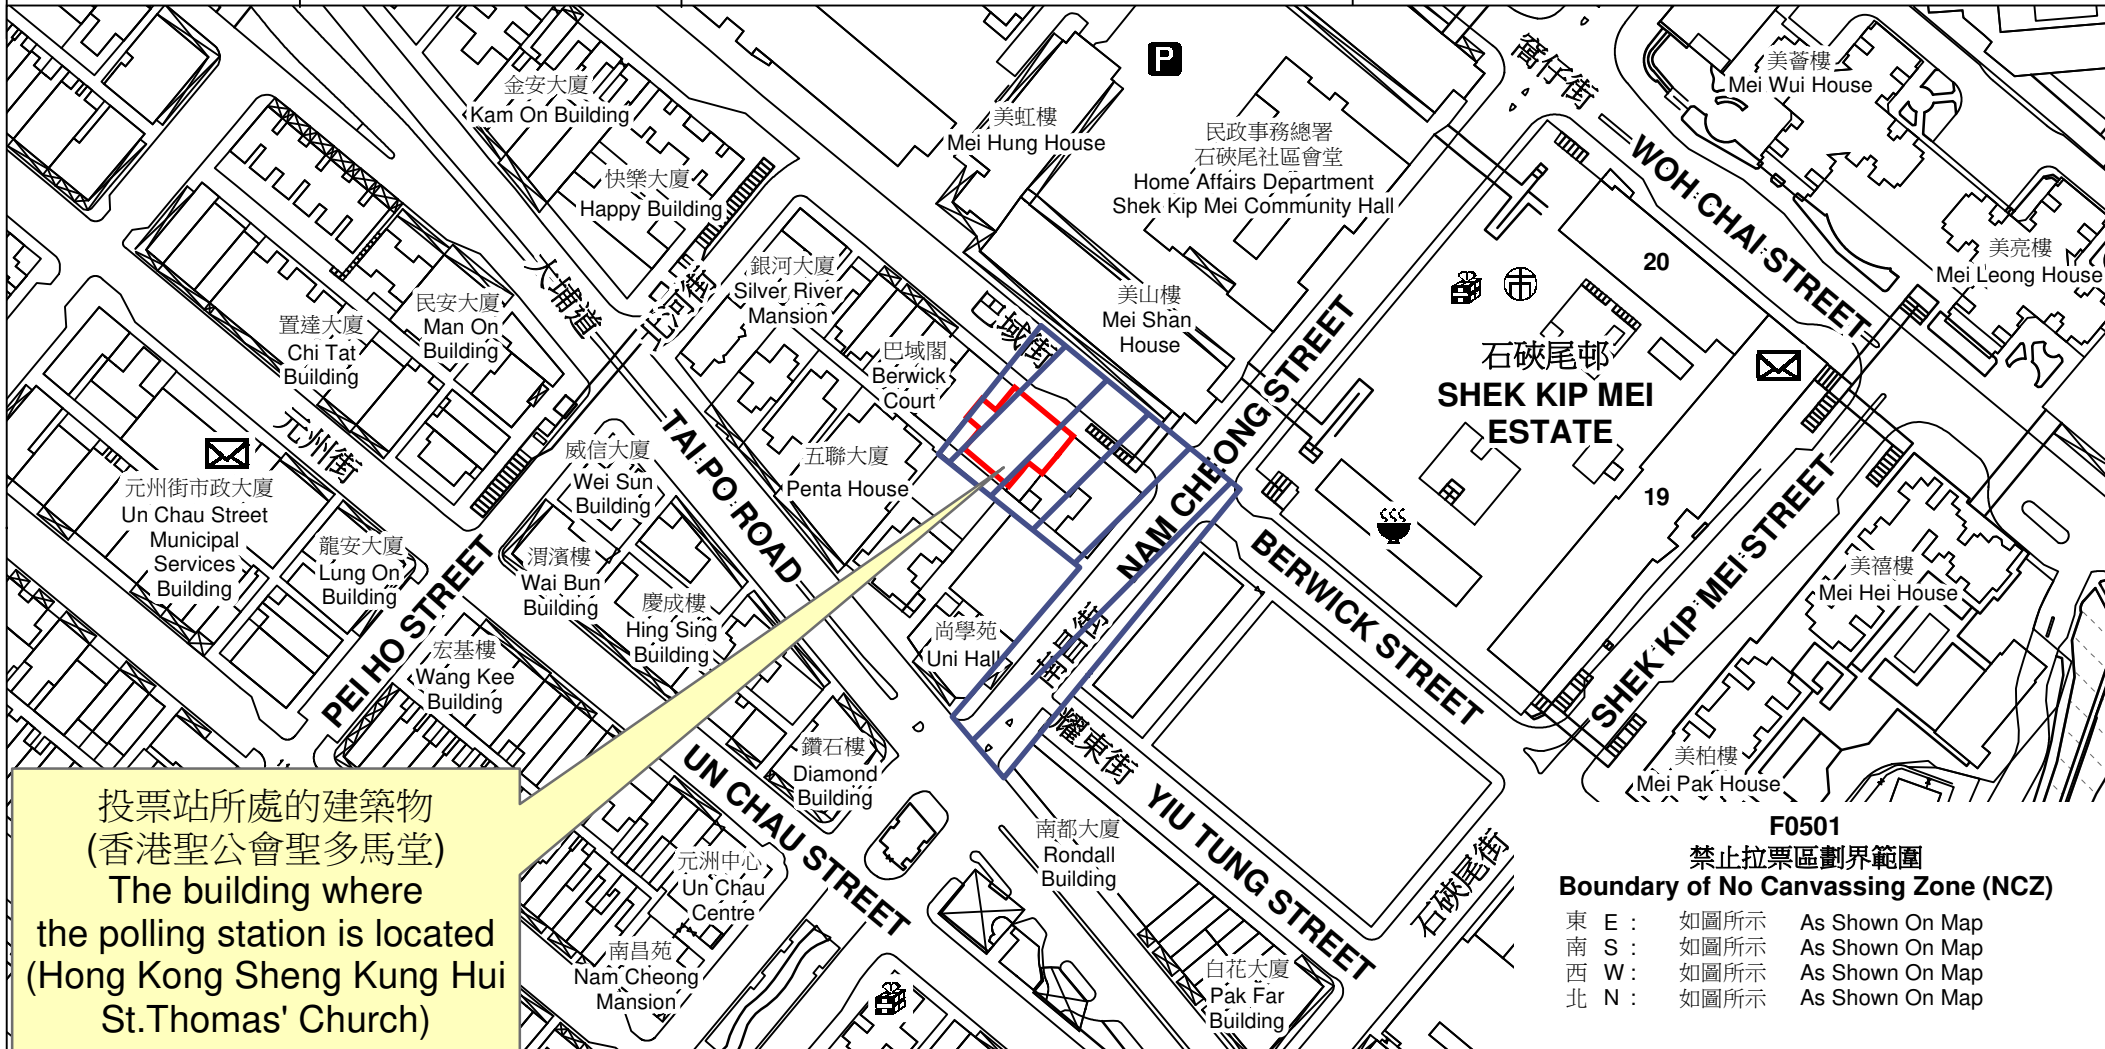 金安大廈
Kam On Building
快樂大廈
Happy Building
美虹樓
Mei Hung House
P
民政事務總署
石硤尾社區會堂
Home Affairs Department
Shek Kip Mei Community Hall
窩仔街
WOH CHAI STREET
美薈樓
Mei Wui House
美亮樓
Mei Leong House
20
19
石硤尾邨
SHEK KIP MEI
ESTATE
美山樓
Mei Shan
House
銀河大廈
Silver River
Mansion
巴域街
巴域閣
Berwick
Court
大埔道
北河街
民安大廈
Man On
Building
置達大廈
Chi Tat
Building
元州街
元州街市政大廈
Un Chau Street
Municipal
Services
Building
龍安大廈
Lung On
Building
PEI HO STREET
威信大廈
Wei Sun
Building
渭濱樓
Wai Bun
Building
TAI PO ROAD
五聯大廈
Penta House
慶成樓
Hing Sing
Building
宏基樓
Wang Kee
Building
尚學苑
Uni Hall
南昌街
NAM CHEONG STREET
BERWICK STREET
SHEK KIP MEI STREET
美禧樓
Mei Hei House
美柏樓
Mei Pak House
耀東街
YIU TUNG STREET
鑽石樓
Diamond
Building
UN CHAU STREET
元洲中心
Un Chau
Centre
南昌苑
Nam Cheong
Mansion
南都大廈
Rondall
Building
白花大廈
Pak Far
Building
石硤尾街
投票站所處的建築物
(香港聖公會聖多馬堂)
The building where
the polling station is located
(Hong Kong Sheng Kung Hui
St.Thomas' Church)
F0501
禁止拉票區劃界範圍
Boundary of No Canvassing Zone (NCZ)
東 E : 如圖所示 As Shown On Map
南 S : 如圖所示 As Shown On Map
西 W : 如圖所示 As Shown On Map
北 N : 如圖所示 As Shown On Map